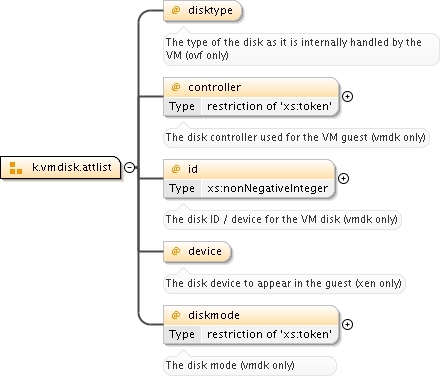 @ disktype
The type of the disk as it is internally handled by the
VM (ovf only)
@ controller
Type restriction of 'xs:token'
The disk controller used for the VM guest (vmdk only)
k.vmdisk.attlist
@ id
Type xs:nonNegativeInteger
The disk ID / device for the VM disk (vmdk only)
@ device
The disk device to appear in the guest (xen only)
@ diskmode
Type restriction of 'xs:token'
The disk mode (vmdk only)